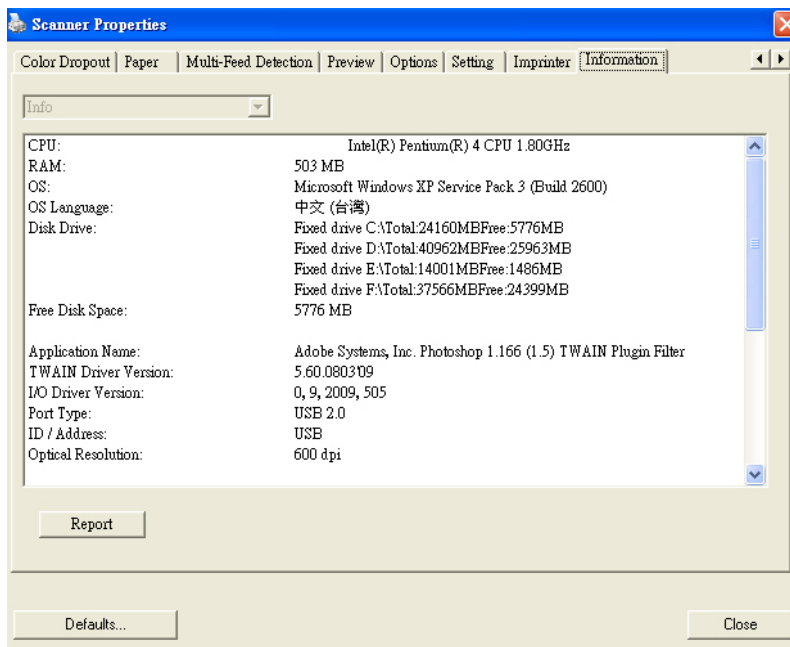 Scanner Properties
Color Dropout Paper Multi-Feed Detection Preview Options Setting Imprinter Information
Info
CPU: Intel(R) Pentium(R) 4 CPU 1.80GHz
RAM: 503 MB
OS: Microsoft Windows XP Service Pack 3 (Build 2600)
OS Language: 中文 (台灣)
Disk Drive: Fixed drive C:\Total:24160MBFree:5776MB
Fixed drive D:\Total:40962MBFree:25963MB
Fixed drive E:\Total:14001MBFree:1486MB
Fixed drive F:\Total:37566MBFree:24399MB
Free Disk Space: 5776 MB
Application Name: Adobe Systems, Inc. Photoshop 1.166 (1.5) TWAIN Plugin Filter
TWAIN Driver Version: 5.60.0803'09
I/O Driver Version: 0, 9, 2009, 505
Port Type: USB 2.0
ID / Address: USB
Optical Resolution: 600 dpi
Report
Defaults... Close